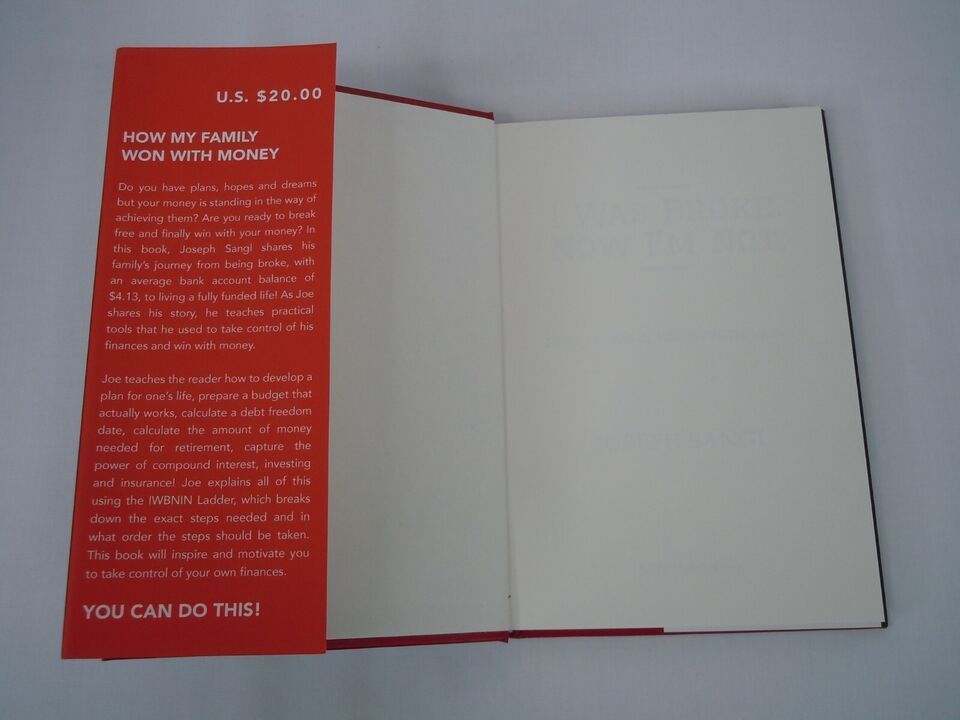 U.S. $20.00
HOW MY FAMILY
WON WITH MONEY
Do you have plans, hopes and dreams
but your money is standing in the way of
achieving them? Are you ready to break
free and finally win with your money? In
this book, Joseph Sangl shares his
family's journey from being broke, with
an average bank account balance of
$4.13, to living a fully funded life! As Joe
shares his story, he teaches practical
tools that he used to take control of his
finances and win with money.
Joe teaches the reader how to develop a
plan for one's life, prepare a budget that
actually works, calculate a debt freedom
date, calculate the amount of money
needed for retirement, capture the
power of compound interest, investing
and insurance! Joe explains all of this
using the IWBNIN Ladder, which breaks
down the exact steps needed and in
what order the steps should be taken.
This book will inspire and motivate you
to take control of your own finances.
YOU CAN DO THIS!